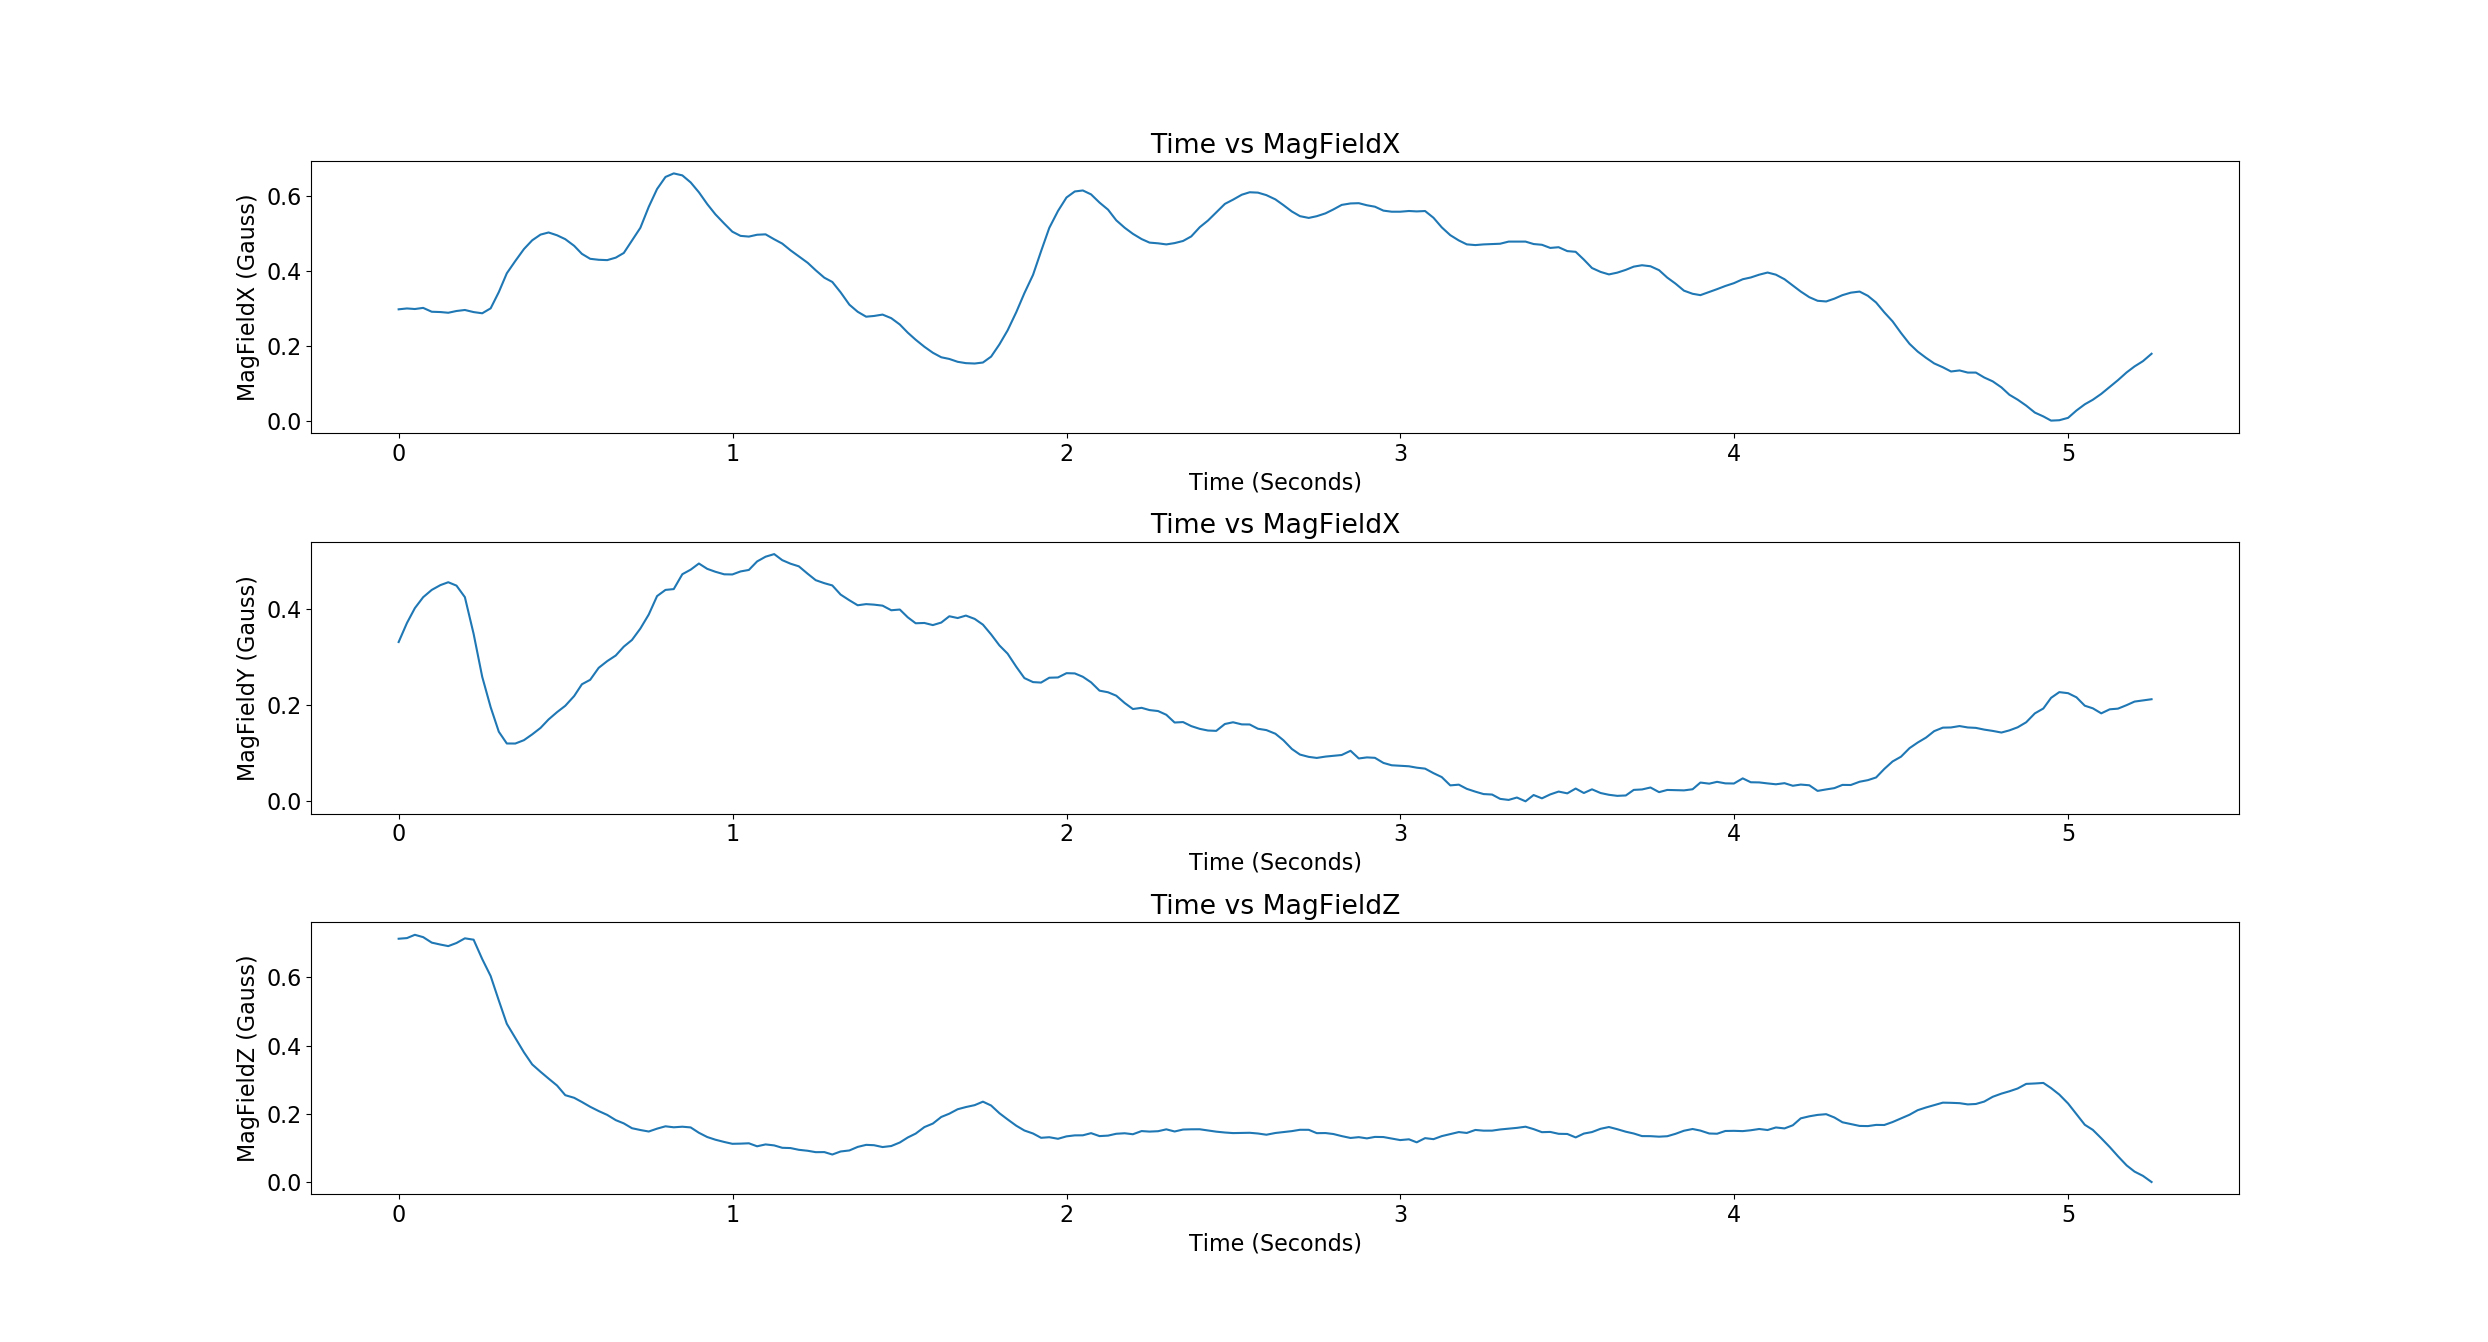 Time vs MagFieldX
MagFieldX (Gauss)
0.6
0.4
0.2
0.0
0 1 2 3 4 5
Time (Seconds)
Time vs MagFieldX
MagFieldY (Gauss)
0.4
0.2
0.0
0 1 2 3 4 5
Time (Seconds)
Time vs MagFieldZ
MagFieldZ (Gauss)
0.6
0.4
0.2
0.0
0 1 2 3 4 5
Time (Seconds)